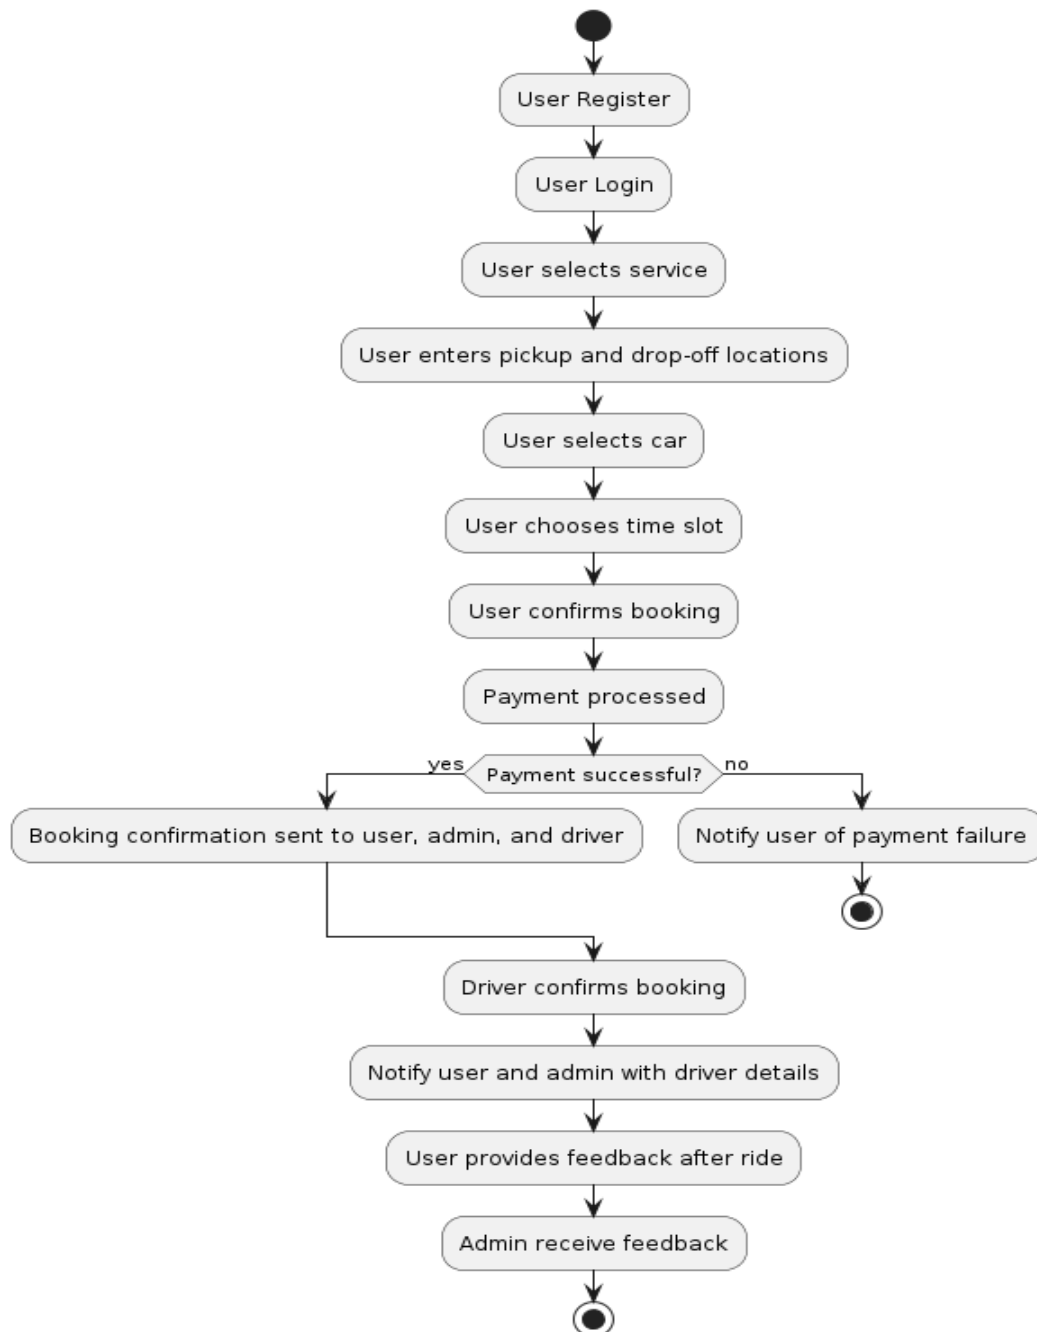 User Register
User Login
User selects service
User enters pickup and drop-off locations
User selects car
User chooses time slot
User confirms booking
Payment processed
yes
Payment successful?
no
Booking confirmation sent to user, admin, and driver
Notify user of payment failure
Driver confirms booking
Notify user and admin with driver details
User provides feedback after ride
Admin receive feedback